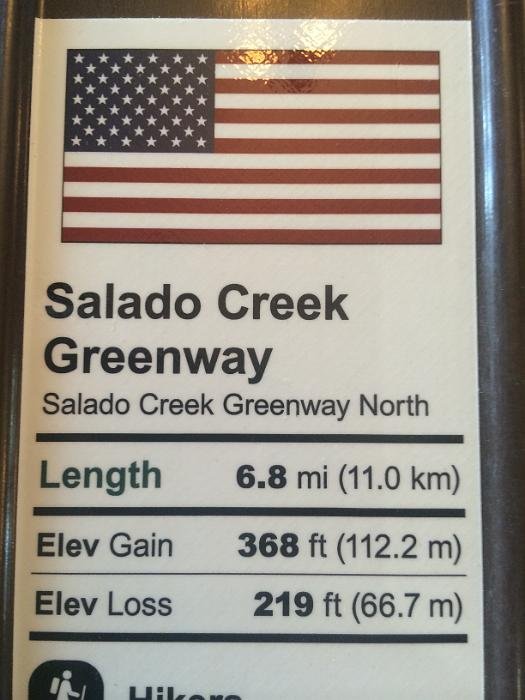 Salado Creek
Greenway
Salado Creek Greenway North
Length 6.8 mi (11.0 km)
Elev Gain 368 ft (112.2 m)
Elev Loss 219 ft (66.7 m)
Hikers